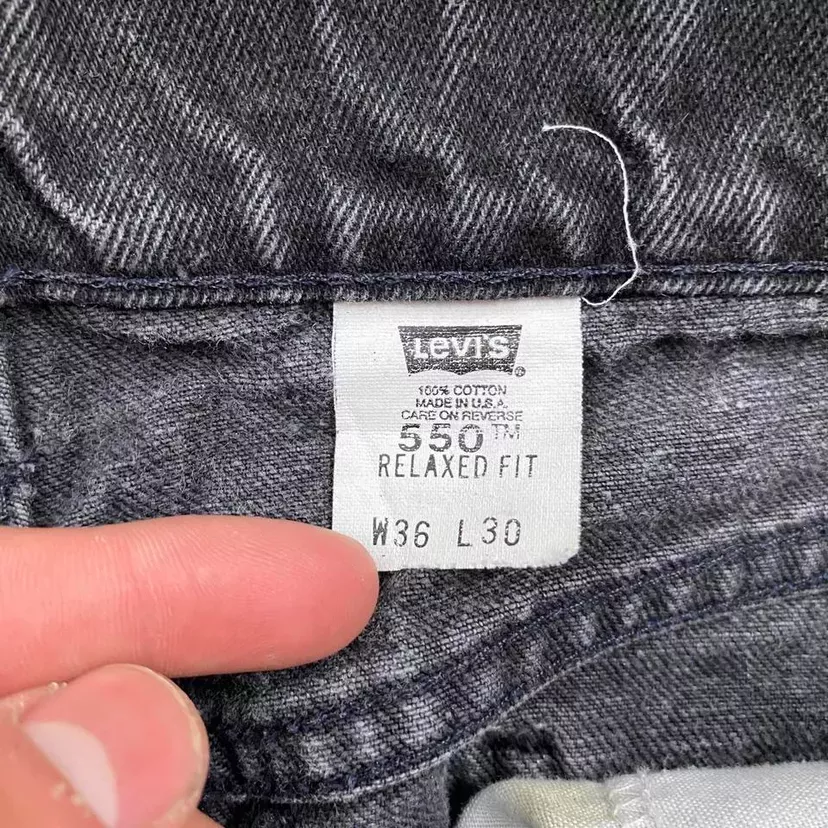 LEVI'S®
100% COTTON
MADE IN U.S.A.
CARE ON REVERSE
550™
RELAXED FIT
W36 L30